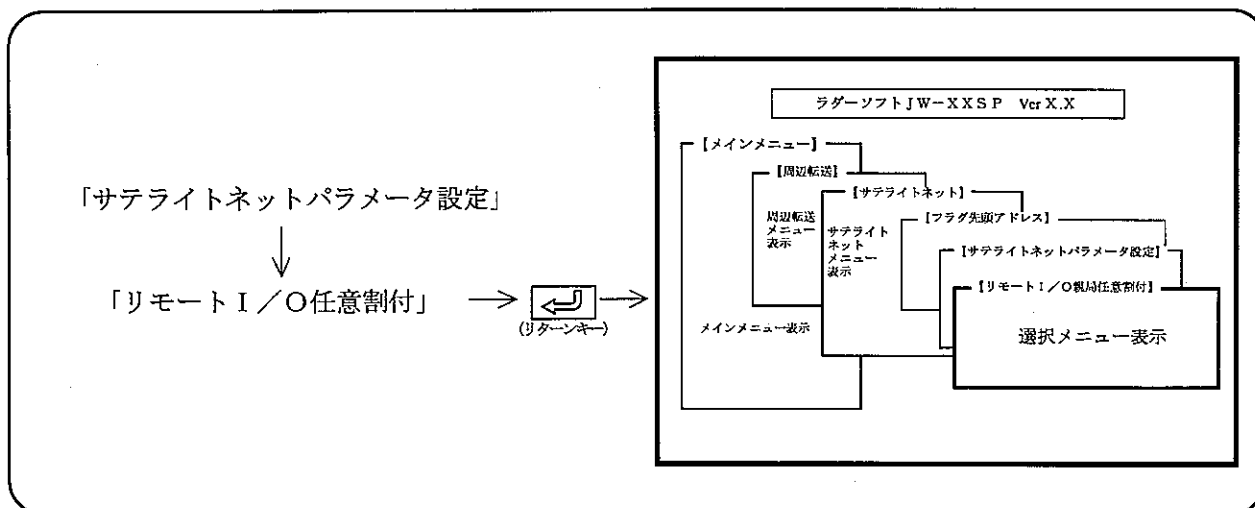 「サテライトネットパラメータ設定」
「リモートI/O任意割付」
(リターンキー)
ラダーソフトJW-XXSP Ver X.X
【メインメニュー】
【周辺転送】
【サテライトネット】
【フラグ先頭アドレス】
【サテライトネットパラメータ設定】
【リモートI/O親局任意割付】
周辺転送
メニュー
表示
サテライト
ネット
メニュー
表示
メインメニュー表示
選択メニュー表示